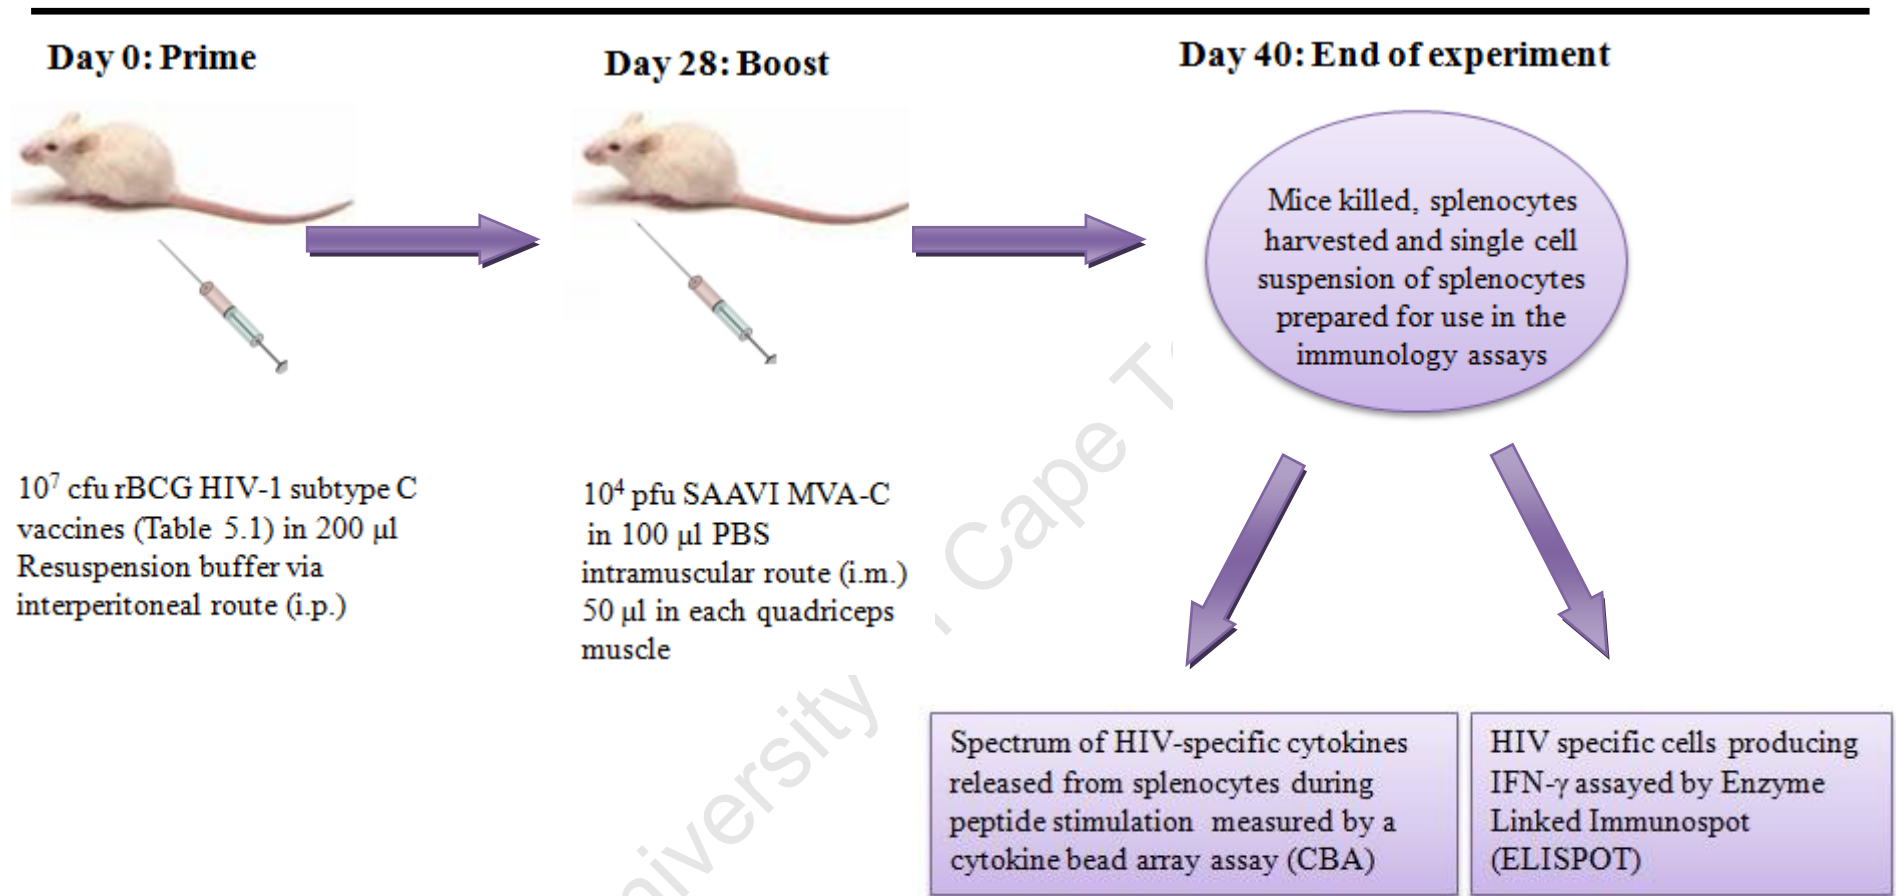 Day 0: Prime
Day 28: Boost
Day 40: End of experiment
10⁷ cfu rBCG HIV-1 subtype C
vaccines (Table 5.1) in 200 µl
Resuspension buffer via
interperitoneal route (i.p.)
10⁴ pfu SAAVI MVA-C
in 100 µl PBS
intramuscular route (i.m.)
50 µl in each quadriceps
muscle
Mice killed, splenocytes
harvested and single cell
suspension of splenocytes
prepared for use in the
immunology assays
Spectrum of HIV-specific cytokines
released from splenocytes during
peptide stimulation measured by a
cytokine bead array assay (CBA)
HIV specific cells producing
IFN-γ assayed by Enzyme
Linked Immunospot
(ELISPOT)
Cape